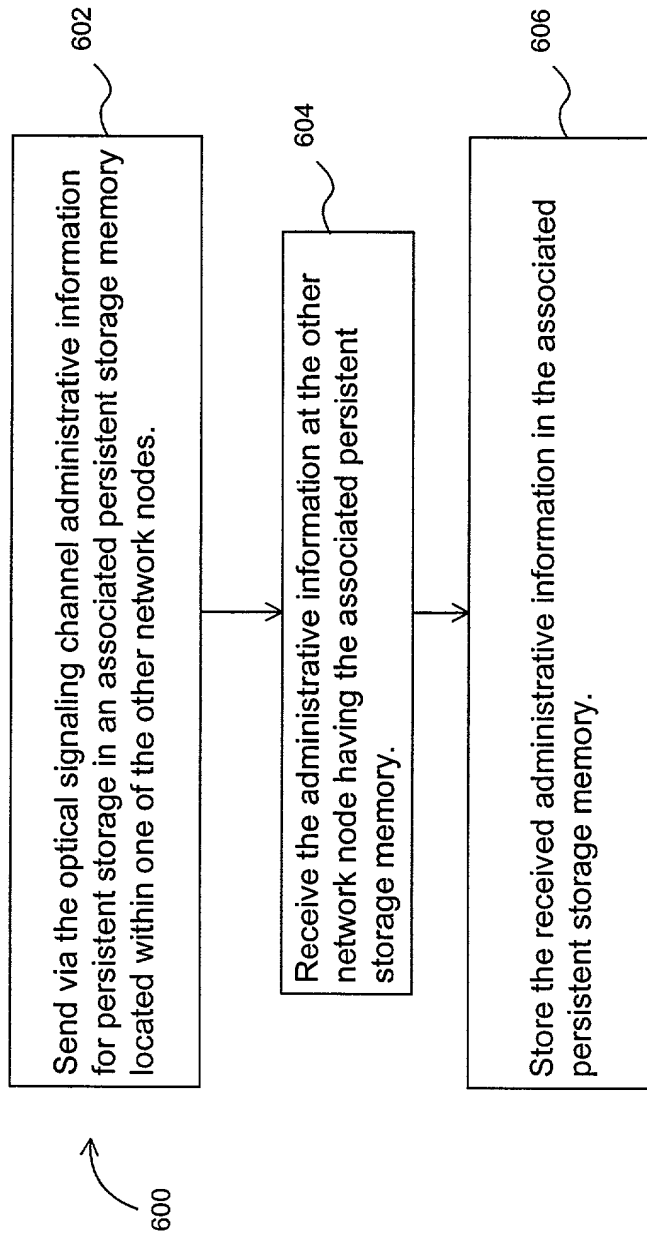 600
Send via the optical signaling channel administrative information
for persistent storage in an associated persistent storage memory
located within one of the other network nodes.
602
Receive the administrative information at the other
network node having the associated persistent
storage memory.
604
Store the received administrative information in the associated
persistent storage memory.
606